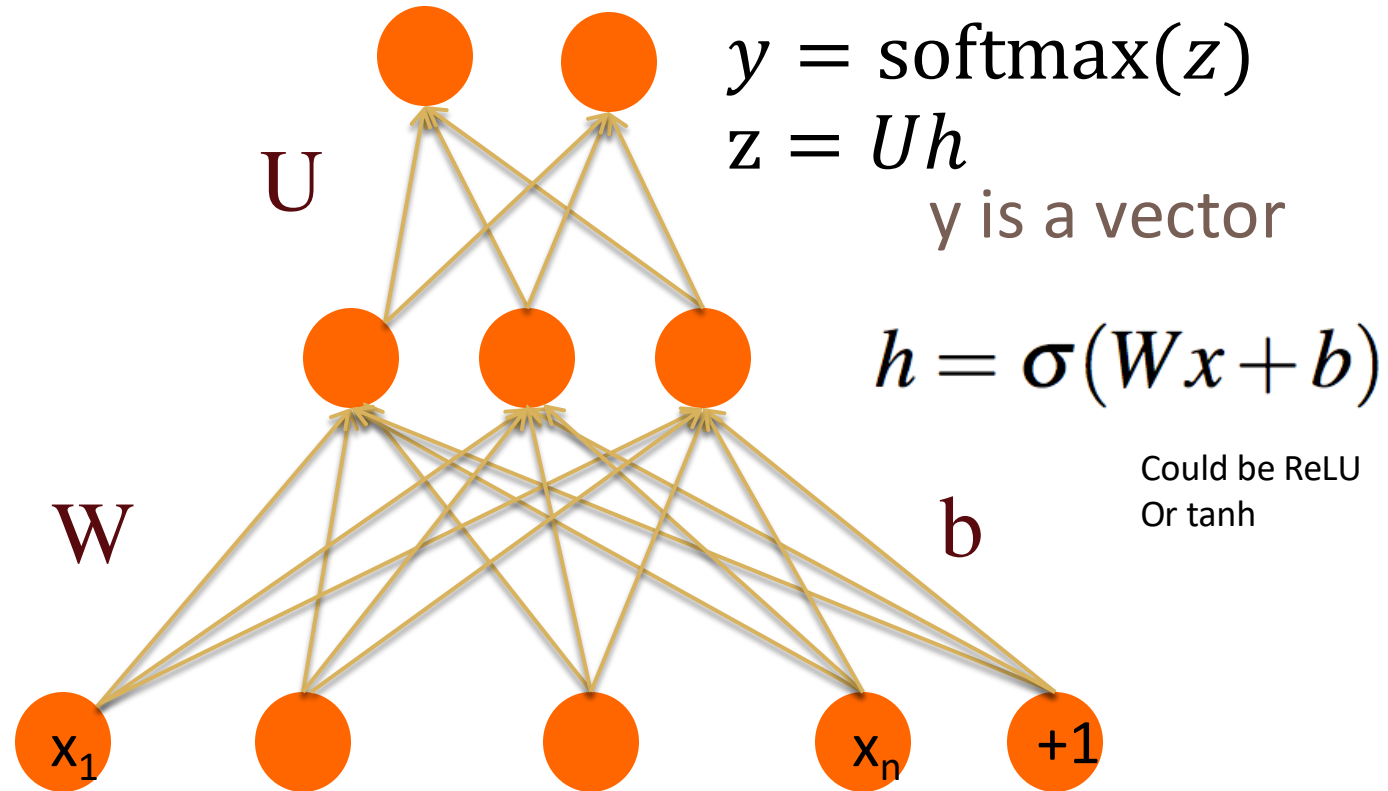 y = softmax(z)
z = Uh
U
y is a vector
h = σ(Wx + b)
Could be ReLU
Or tanh
W
b
x₁
xₙ
+1